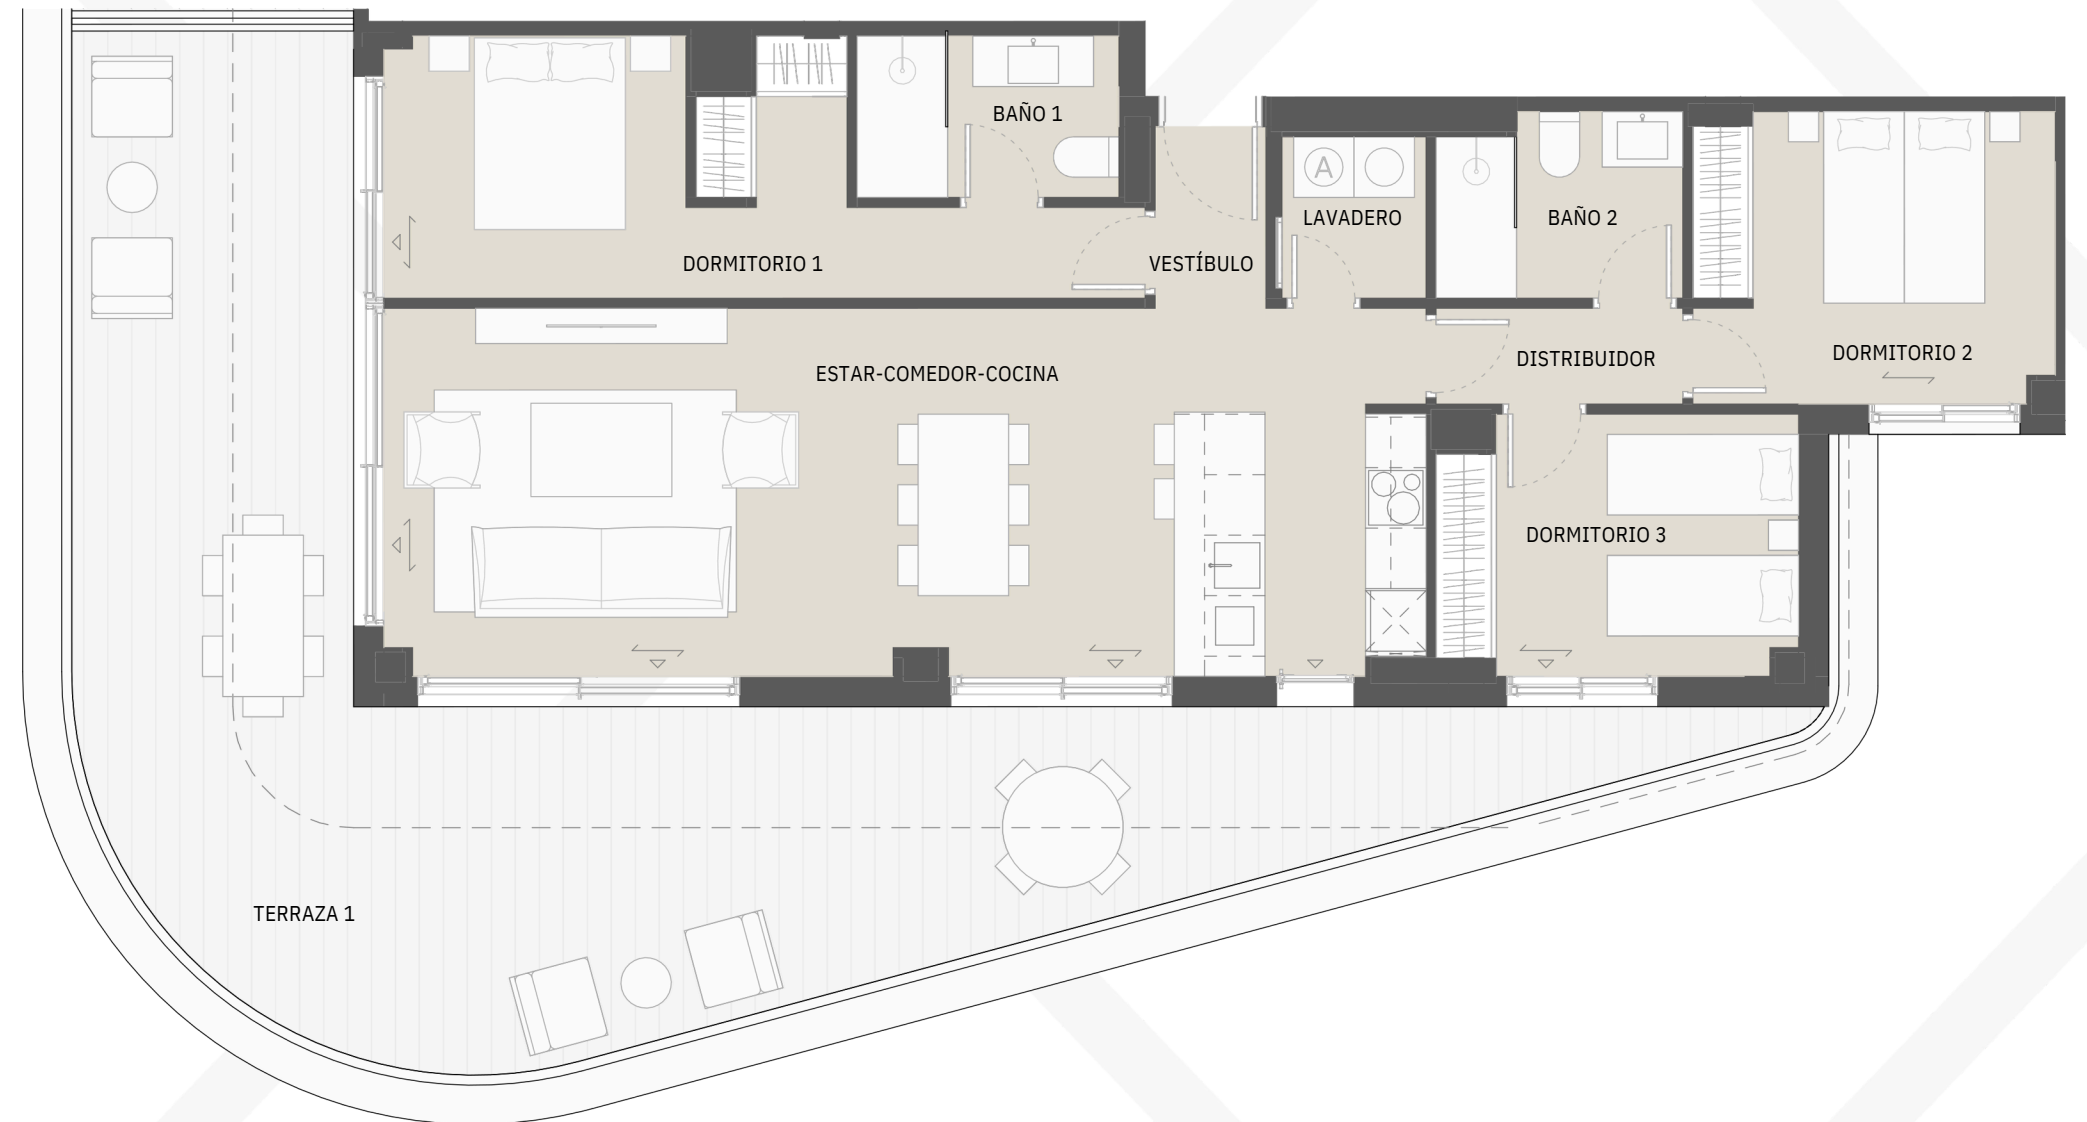 BAÑO 1
LAVADERO
BAÑO 2
DORMITORIO 1
VESTÍBULO
ESTAR-COMEDOR-COCINA
DISTRIBUIDOR
DORMITORIO 2
DORMITORIO 3
TERRAZA 1
A